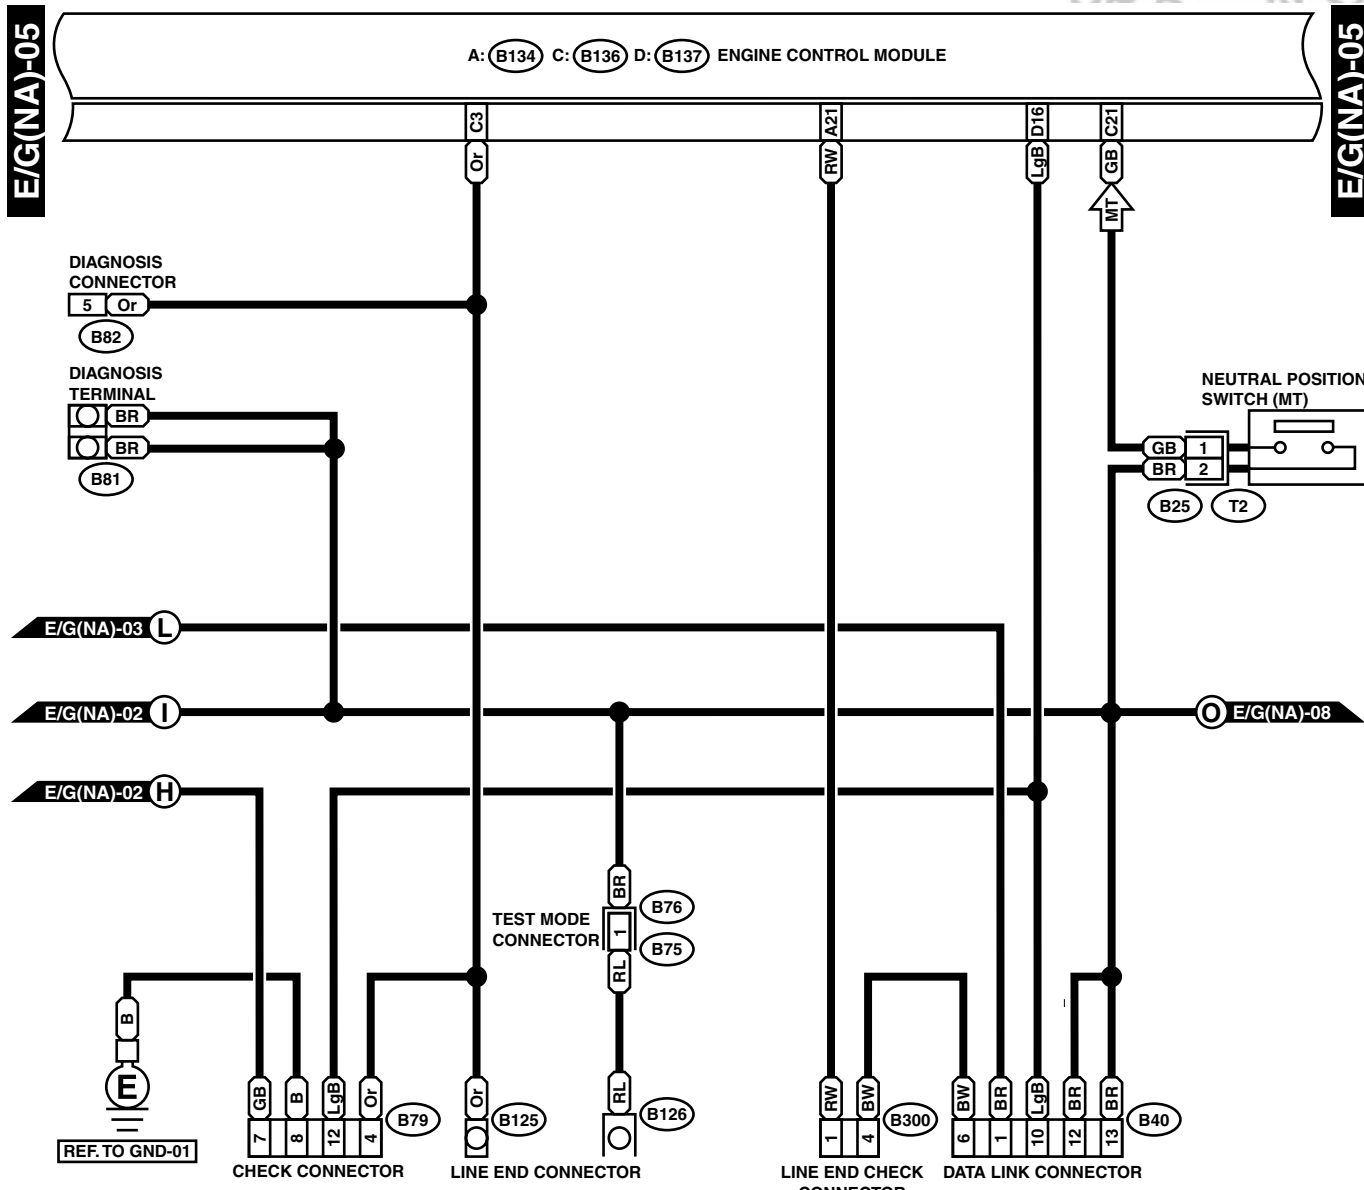 E/G(NA)-05
E/G(NA)-05
A: B134 C: B136 D: B137 ENGINE CONTROL MODULE
C3
A21
D16
C21
Or
RW
LgB
GB
MT
DIAGNOSIS
CONNECTOR
5 Or
B82
DIAGNOSIS
TERMINAL
BR
BR
B81
NEUTRAL POSITION
SWITCH (MT)
GB 1
BR 2
B25 T2
E/G(NA)-03 L
E/G(NA)-02 I
O E/G(NA)-08
E/G(NA)-02 H
BR
B76
TEST MODE
CONNECTOR
1
B75
RL
B
E
REF. TO GND-01
GB B LgB Or
7 8 12 4
B79
CHECK CONNECTOR
Or
B125
RL
B126
LINE END CONNECTOR
RW BW
1 4
B300
LINE END CHECK
BW BR LgB BR BR
6 1 10 12 13
B40
DATA LINK CONNECTOR